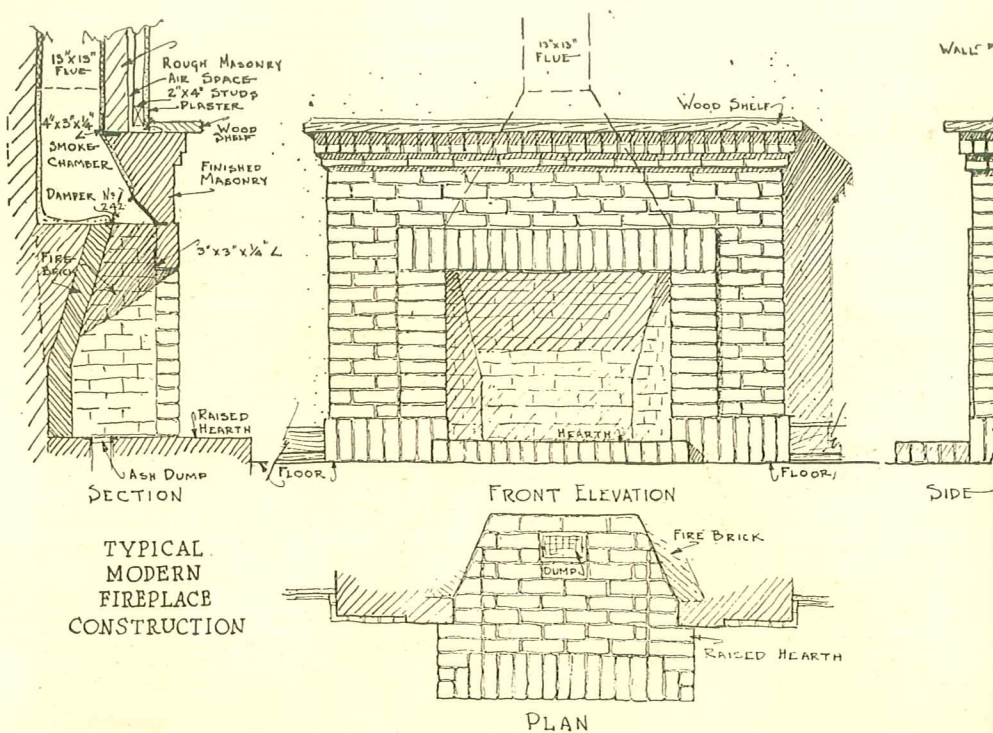 13"x13"
FLUE
ROUGH MASONRY
AIR SPACE
2"x4" STUDS
PLASTER
WOOD
SHELF
4"x3"x¼" L
SMOKE-
CHAMBER
FINISHED
MASONRY
DAMPER No
242
FIRE-
BRICK
3"x3"x¼" L
RAISED
HEARTH
ASH DUMP
SECTION
13"x13"
FLUE
WOOD SHELF
HEARTH
FLOOR
FLOOR
FRONT ELEVATION
WALL
SIDE
TYPICAL
MODERN
FIREPLACE
CONSTRUCTION
FIRE BRICK
DUMP
RAISED HEARTH
PLAN